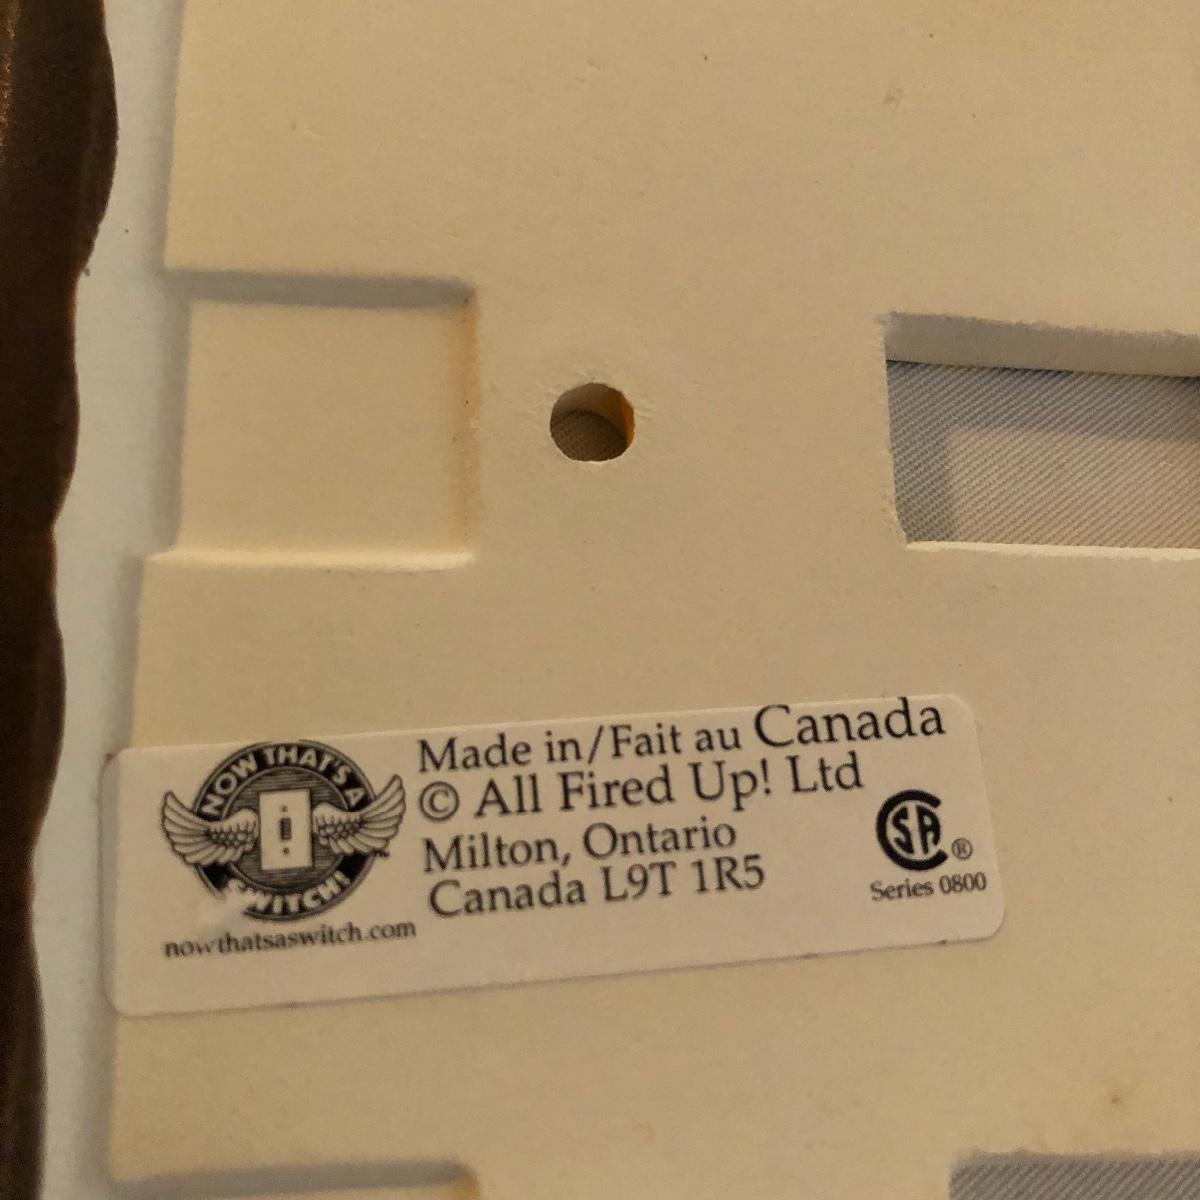 NOW THAT'S A
SWITCH!
nowthatsaswitch.com
Made in/Fait au Canada
© All Fired Up! Ltd
Milton, Ontario
Canada L9T 1R5
SA ®
Series 0800